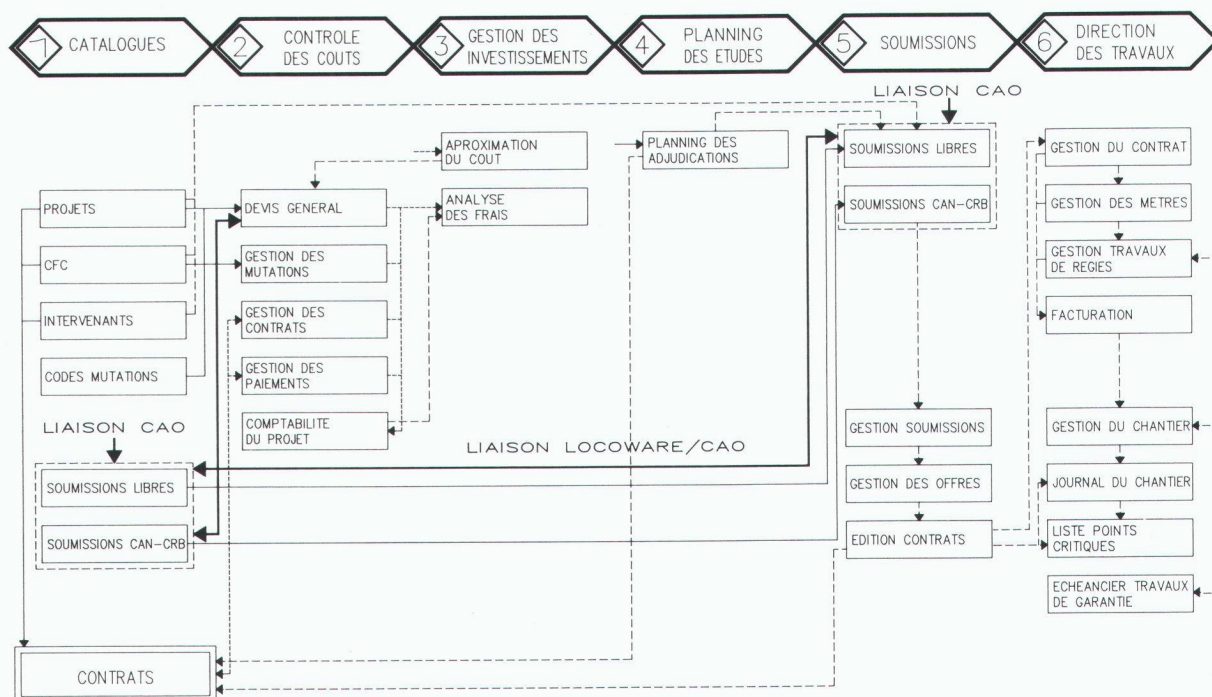 1 CATALOGUES
2 CONTROLE
DES COUTS
3 GESTION DES
INVESTISSEMENTS
4 PLANNING
DES ETUDES
5 SOUMISSIONS
6 DIRECTION
DES TRAVAUX
PROJETS
CFC
INTERVENANTS
CODES MUTATIONS
LIAISON CAO
SOUMISSIONS LIBRES
SOUMISSIONS CAN-CRB
CONTRATS
DEVIS GENERAL
GESTION DES
MUTATIONS
GESTION DES
CONTRATS
GESTION DES
PAIEMENTS
COMPTABILITE
DU PROJET
APROXIMATION
DU COUT
ANALYSE
DES FRAIS
LIAISON LOCOWARE/CAO
PLANNING DES
ADJUDICATIONS
LIAISON CAO
SOUMISSIONS LIBRES
SOUMISSIONS CAN-CRB
GESTION SOUMISSIONS
GESTION DES OFFRES
EDITION CONTRATS
GESTION DU CONTRAT
GESTION DES METRES
GESTION TRAVAUX
DE REGIES
FACTURATION
GESTION DU CHANTIER
JOURNAL DU CHANTIER
LISTE POINTS
CRITIQUES
ECHEANCIER TRAVAUX
DE GARANTIE